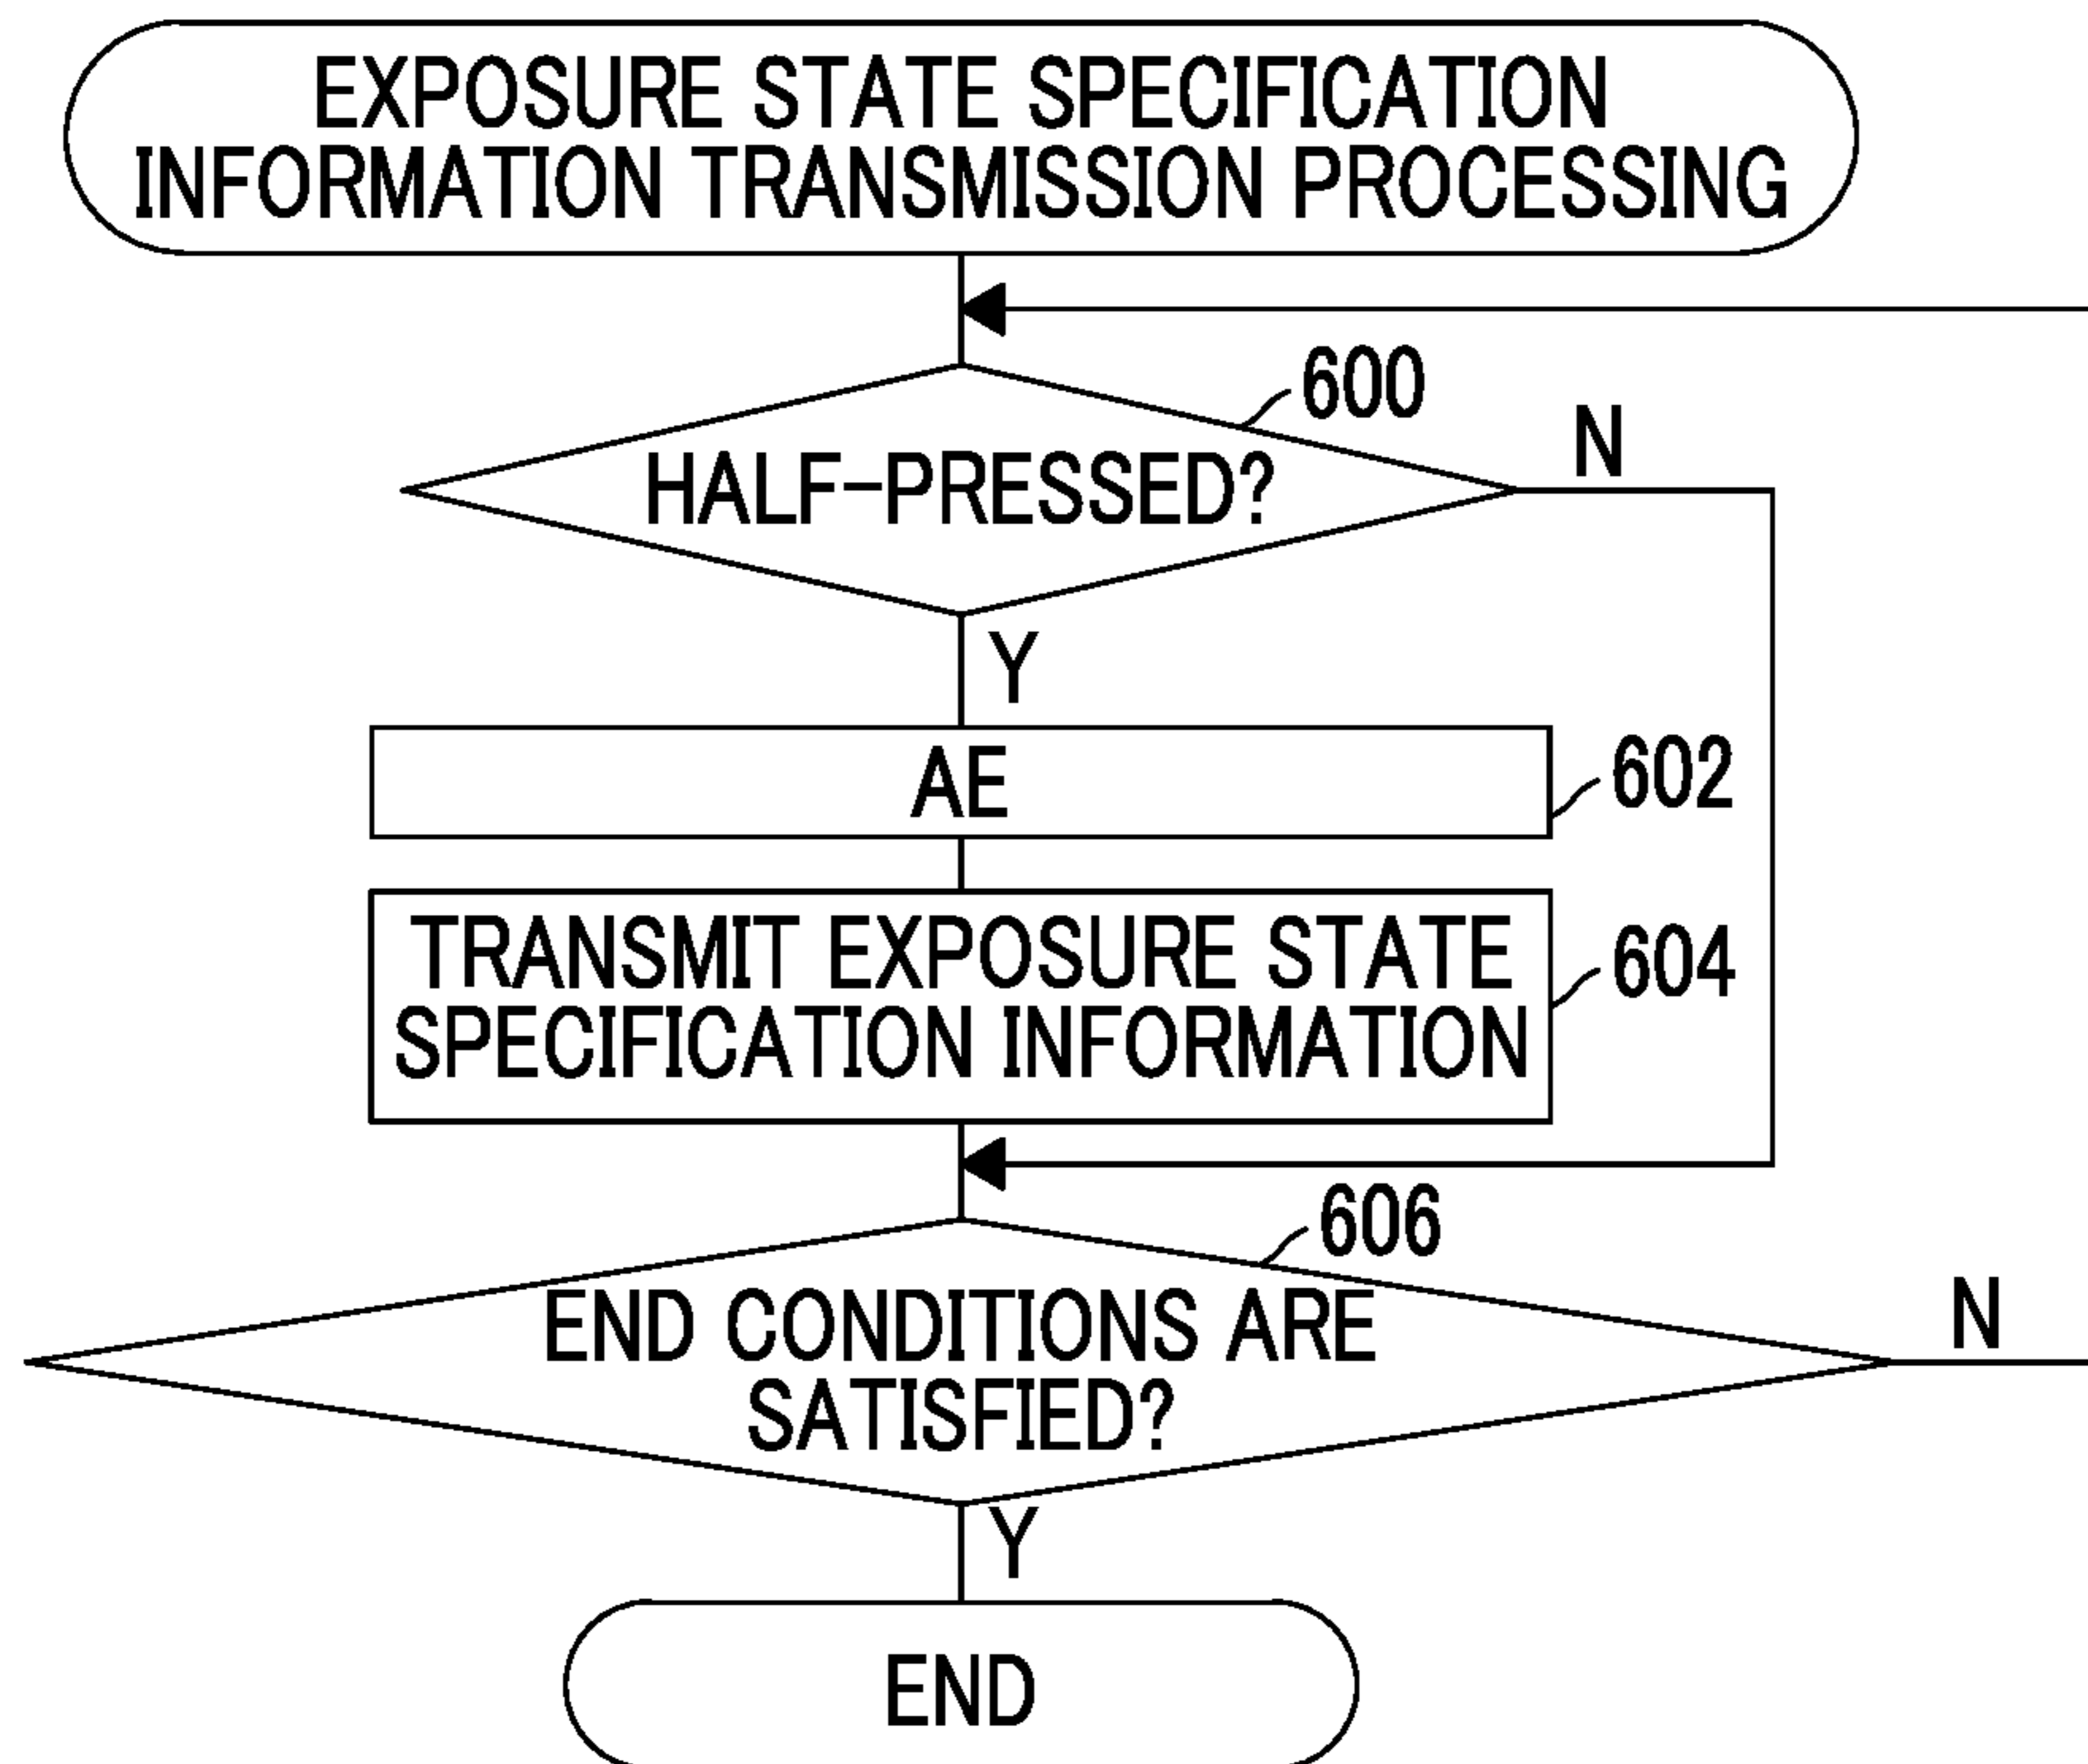 EXPOSURE STATE SPECIFICATION
INFORMATION TRANSMISSION PROCESSING
600
N
HALF-PRESSED?
Y
AE
602
TRANSMIT EXPOSURE STATE
SPECIFICATION INFORMATION
604
606
N
END CONDITIONS ARE
SATISFIED?
Y
END